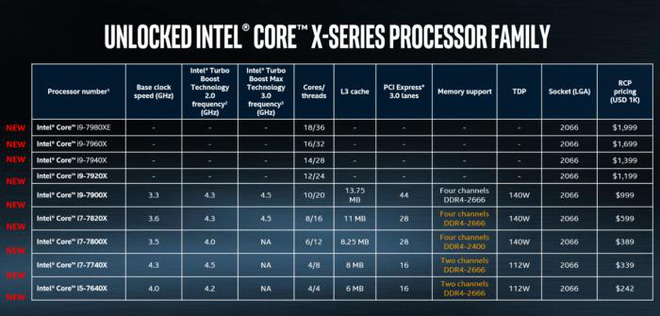 UNLOCKED INTEL® CORE™ X-SERIES PROCESSOR FAMILY
Processor number¹ Base clock speed (GHz) Intel® Turbo Boost Technology 2.0 frequency² (GHz) Intel® Turbo Boost Max Technology 3.0 frequency³ (GHz) Cores/threads L3 cache PCI Express® 3.0 lanes Memory support TDP Socket (LGA) RCP pricing (USD 1K)
NEW Intel® Core™ i9-7980XE - - - 18/36 - - - - 2066 $1,999
NEW Intel® Core™ i9-7960X - - - 16/32 - - - - 2066 $1,699
NEW Intel® Core™ i9-7940X - - - 14/28 - - - - 2066 $1,399
NEW Intel® Core™ i9-7920X - - - 12/24 - - - - 2066 $1,199
NEW Intel® Core™ i9-7900X 3.3 4.3 4.5 10/20 13.75 MB 44 Four channels DDR4-2666 140W 2066 $999
NEW Intel® Core™ i7-7820X 3.6 4.3 4.5 8/16 11 MB 28 Four channels DDR4-2666 140W 2066 $599
NEW Intel® Core™ i7-7800X 3.5 4.0 NA 6/12 8.25 MB 28 Four channels DDR4-2400 140W 2066 $389
NEW Intel® Core™ i7-7740X 4.3 4.5 NA 4/8 8 MB 16 Two channels DDR4-2666 112W 2066 $339
NEW Intel® Core™ i5-7640X 4.0 4.2 NA 4/4 6 MB 16 Two channels DDR4-2666 112W 2066 $242